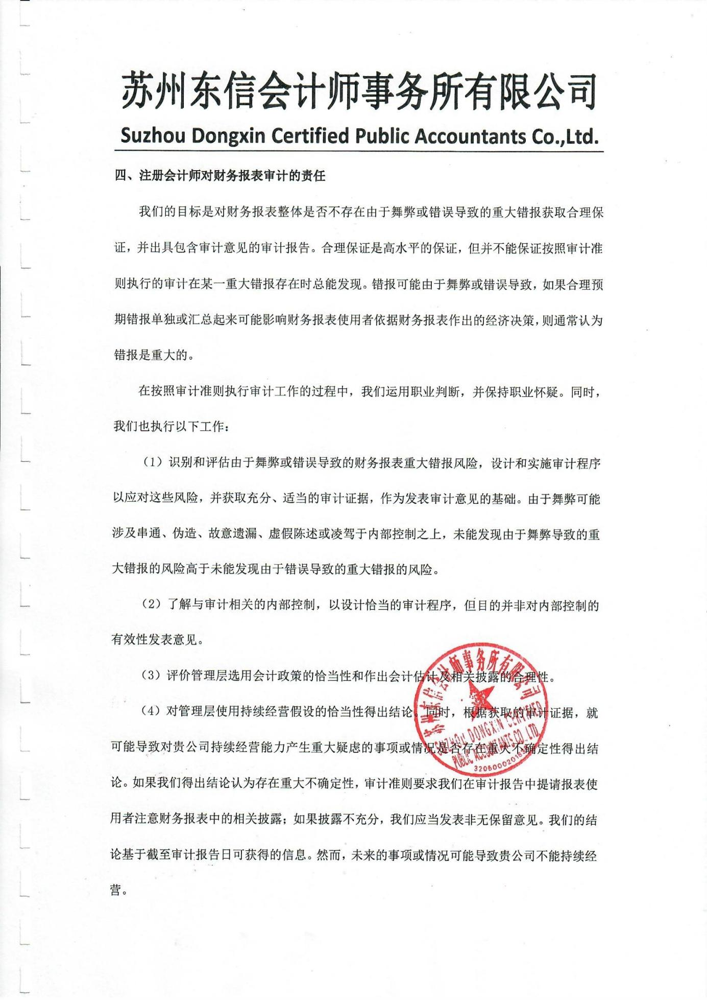 苏州东信会计师事务所有限公司
Suzhou Dongxin Certified Public Accountants Co.,Ltd.
四、注册会计师对财务报表审计的责任
我们的目标是对财务报表整体是否不存在由于舞弊或错误导致的重大错报获取合理保
证，并出具包含审计意见的审计报告。合理保证是高水平的保证，但并不能保证按照审计准
则执行的审计在某一重大错报存在时总能发现。错报可能由于舞弊或错误导致，如果合理预
期错报单独或汇总起来可能影响财务报表使用者依据财务报表作出的经济决策，则通常认为
错报是重大的。
在按照审计准则执行审计工作的过程中，我们运用职业判断，并保持职业怀疑。同时，
我们也执行以下工作：
（1）识别和评估由于舞弊或错误导致的财务报表重大错报风险，设计和实施审计程序
以应对这些风险，并获取充分、适当的审计证据，作为发表审计意见的基础。由于舞弊可能
涉及串通、伪造、故意遗漏、虚假陈述或凌驾于内部控制之上，未能发现由于舞弊导致的重
大错报的风险高于未能发现由于错误导致的重大错报的风险。
（2）了解与审计相关的内部控制，以设计恰当的审计程序，但目的并非对内部控制的
有效性发表意见。
（3）评价管理层选用会计政策的恰当性和作出会计估计及相关披露的合理性。
（4）对管理层使用持续经营假设的恰当性得出结论。同时，根据获取的审计证据，就
可能导致对贵公司持续经营能力产生重大疑虑的事项或情况是否存在重大不确定性得出结
论。如果我们得出结论认为存在重大不确定性，审计准则要求我们在审计报告中提请报表使
用者注意财务报表中的相关披露；如果披露不充分，我们应当发表非无保留意见。我们的结
论基于截至审计报告日可获得的信息。然而，未来的事项或情况可能导致贵公司不能持续经
营。
苏州东信会计师事务所有限公司
SUZHOU DONGXIN CERTIFIED
PUBLIC ACCOUNTANTS CO., LTD